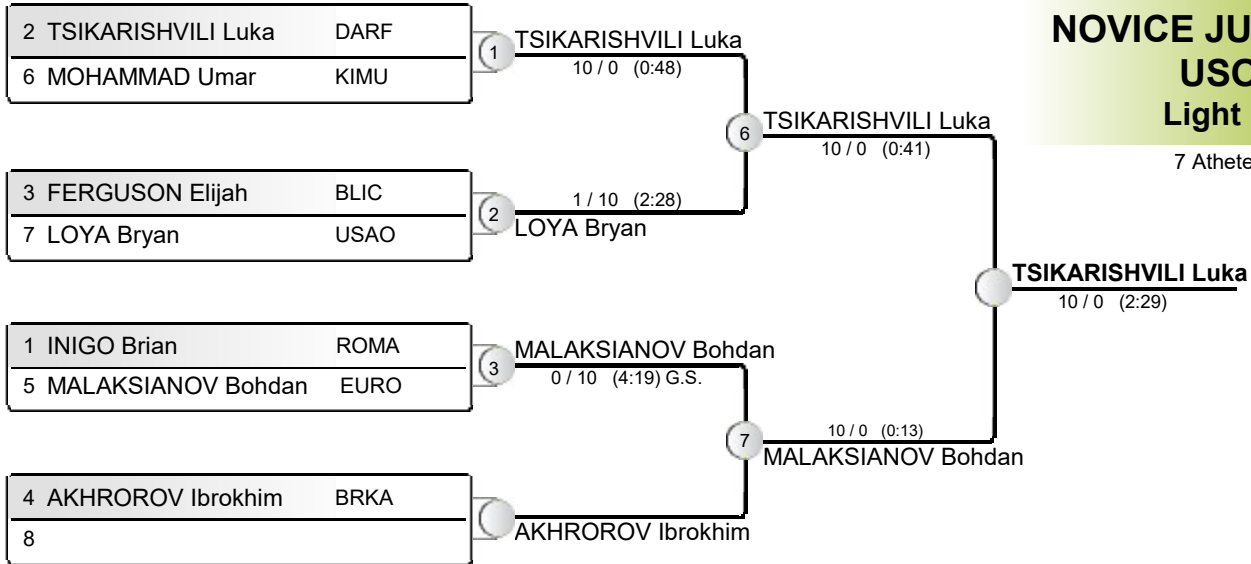 2 TSIKARISHVILI Luka DARF
6 MOHAMMAD Umar KIMU
1
TSIKARISHVILI Luka
10 / 0 (0:48)
3 FERGUSON Elijah BLIC
7 LOYA Bryan USAO
2
1 / 10 (2:28)
LOYA Bryan
6
TSIKARISHVILI Luka
10 / 0 (0:41)
1 INIGO Brian ROMA
5 MALAKSIANOV Bohdan EURO
3
MALAKSIANOV Bohdan
0 / 10 (4:19) G.S.
4 AKHROROV Ibrokhim BRKA
8
AKHROROV Ibrokhim
7
10 / 0 (0:13)
MALAKSIANOV Bohdan
TSIKARISHVILI Luka
10 / 0 (2:29)
NOVICE JU
USO
Light
7 Athete